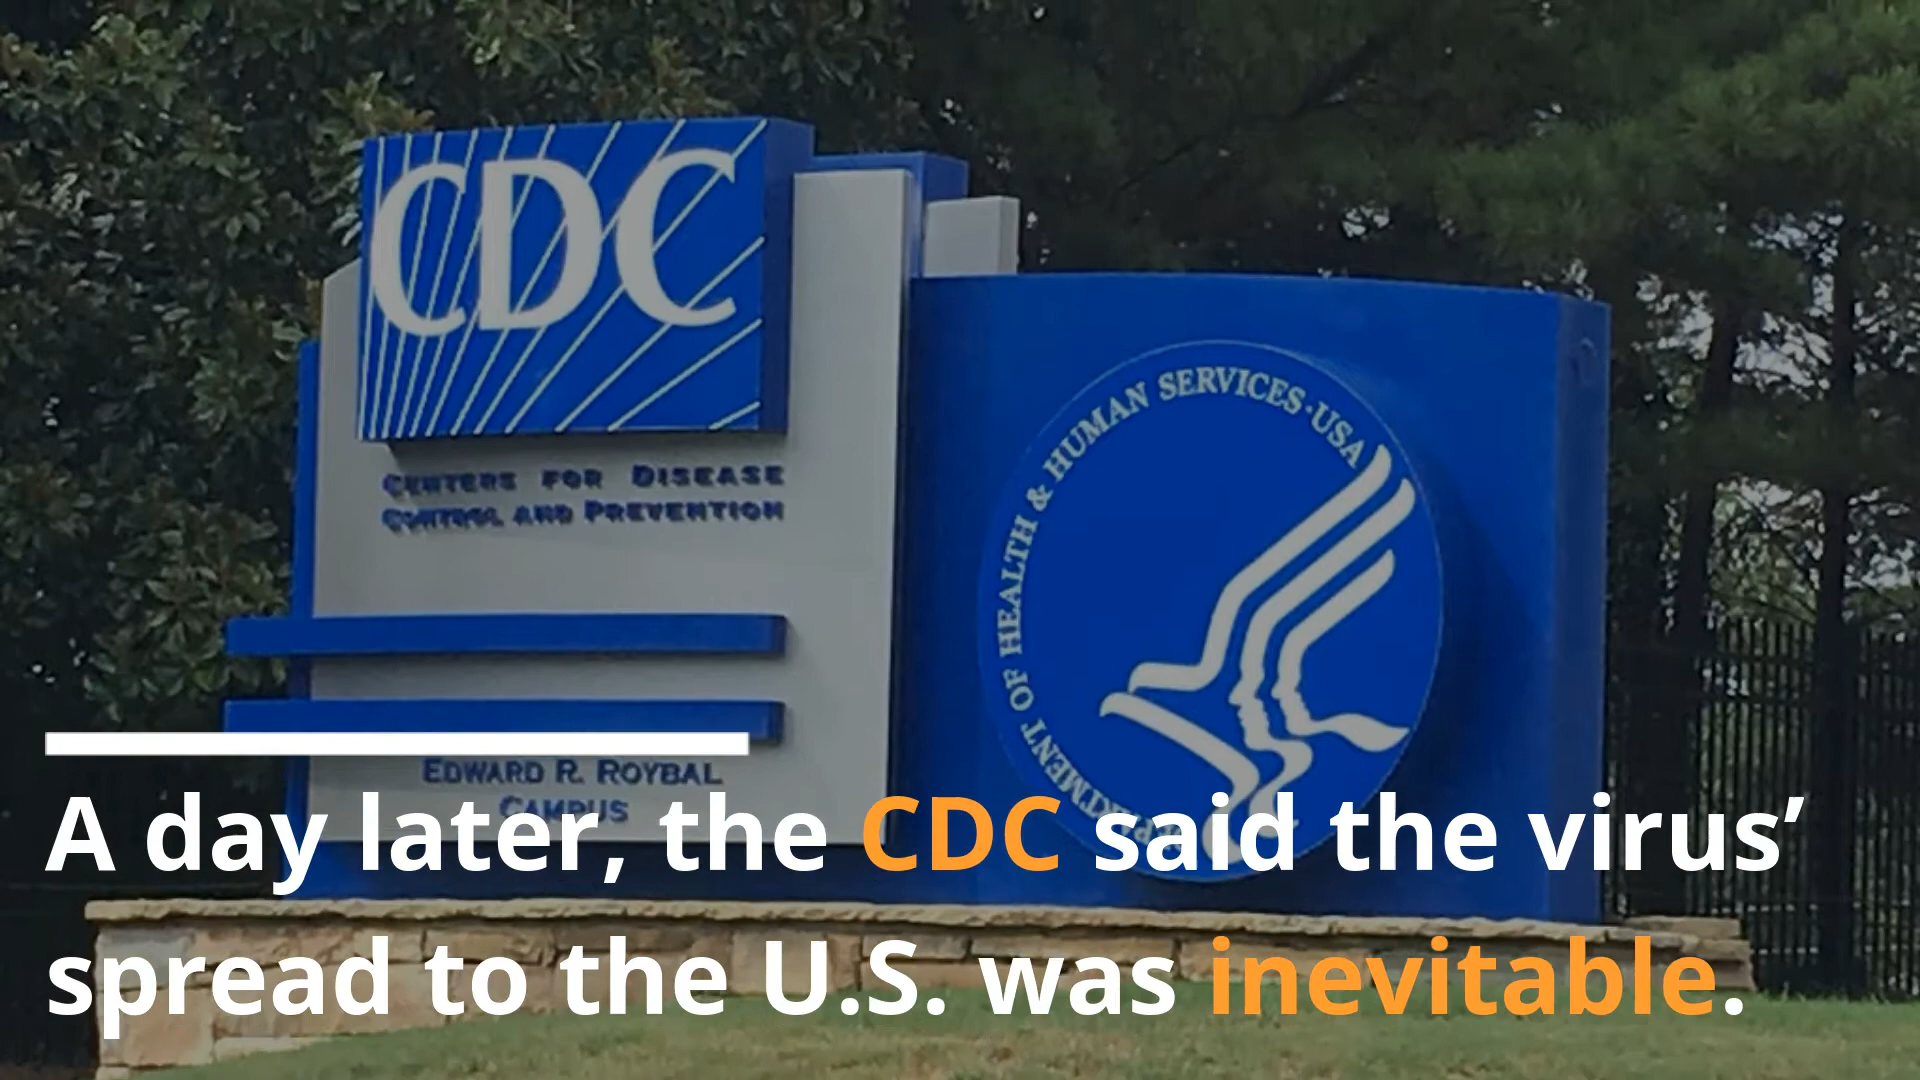 CDC
CENTERS FOR DISEASE
CONTROL AND PREVENTION
DEPARTMENT OF HEALTH & HUMAN SERVICES·USA
EDWARD R. ROYBAL
CAMPUS
A day later, the CDC said the virus’
spread to the U.S. was inevitable.